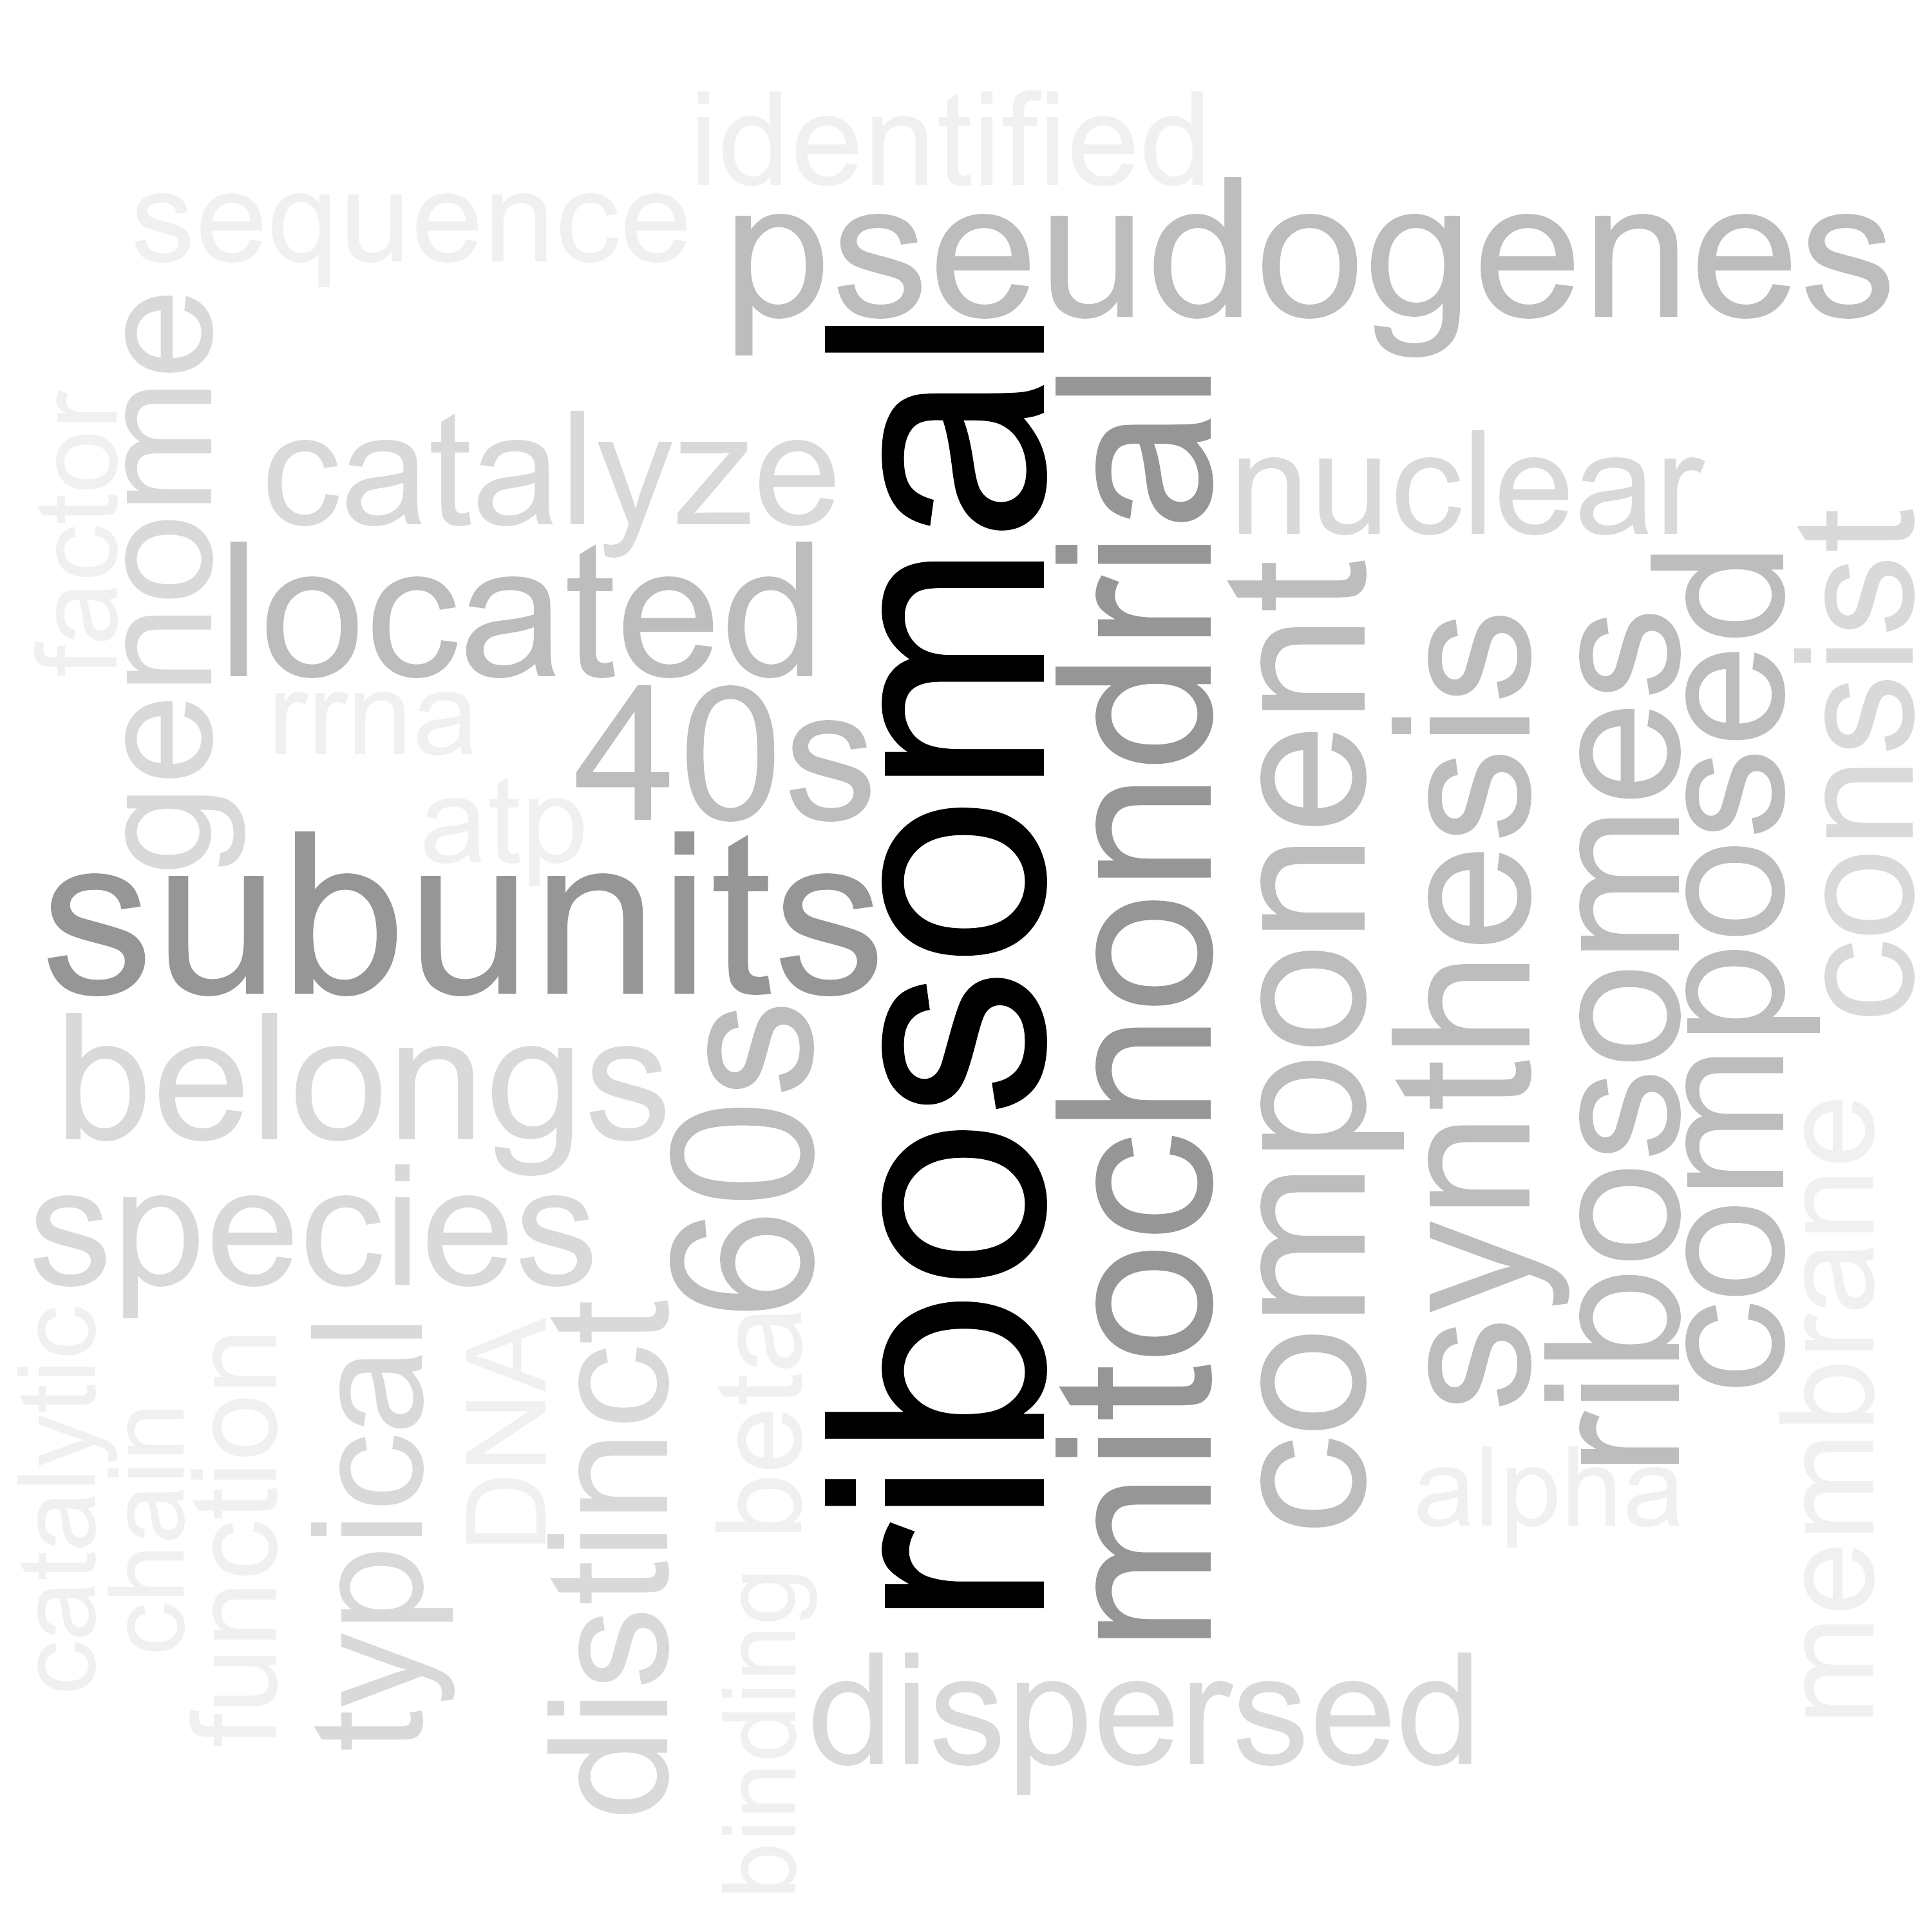 identified
sequence
pseudogenes
genome
factor
catalyze
ribosomal
mitochondrial
nuclear
located
consist
composed
component
synthesis
ribosomes
rrna
40s
atp
subunits
60s
belongs
species
membrane
catalytic
chain
function
typical
DNA
distinct
beta
binding
alpha
dispersed